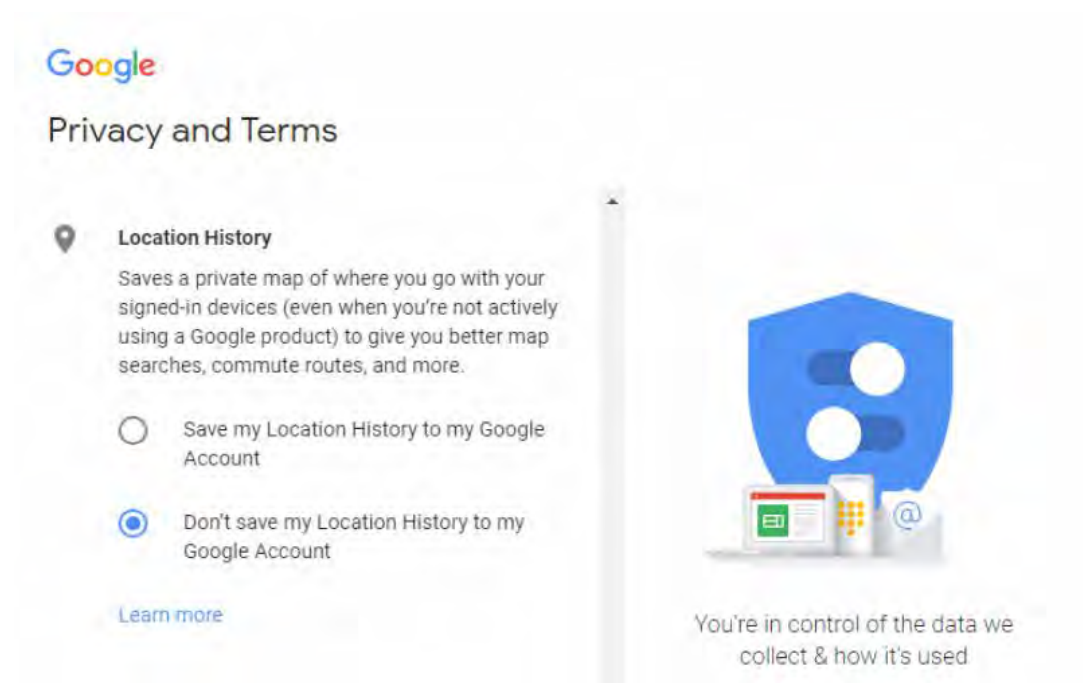 Google
Privacy and Terms
Location History
Saves a private map of where you go with your
signed-in devices (even when you're not actively
using a Google product) to give you better map
searches, commute routes, and more.
Save my Location History to my Google
Account
Don't save my Location History to my
Google Account
Learn more
@
You're in control of the data we
collect & how it's used